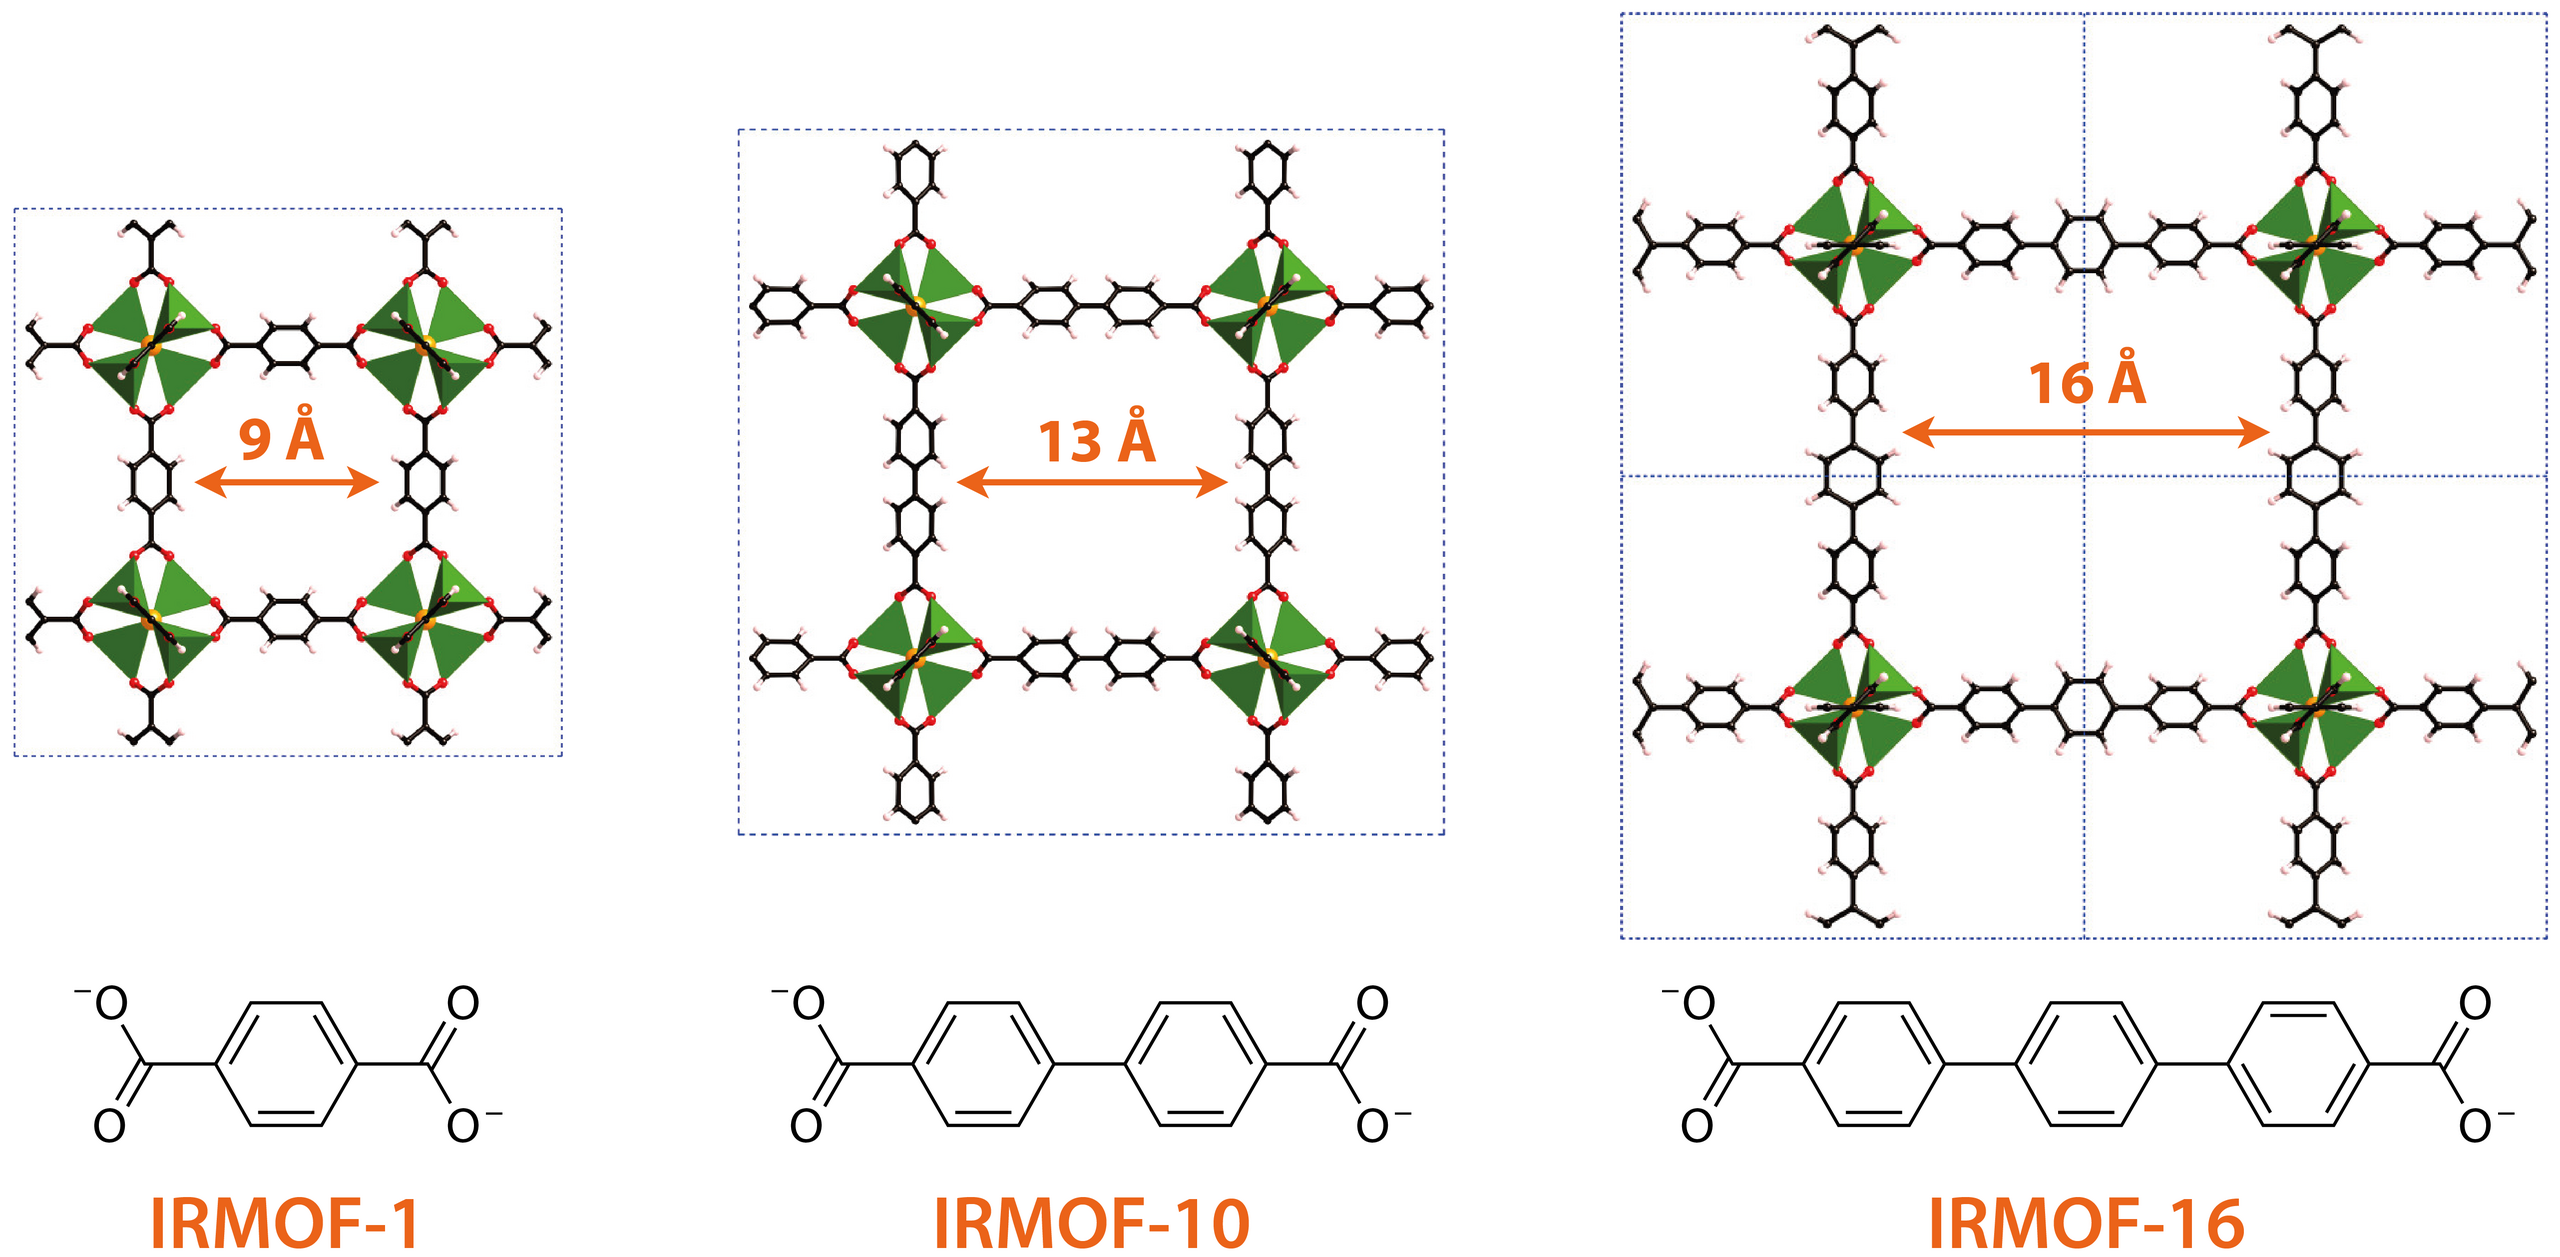 9 Å
13 Å
16 Å
⁻O O
O O⁻
⁻O O
O O⁻
⁻O O
O O⁻
IRMOF-1
IRMOF-10
IRMOF-16